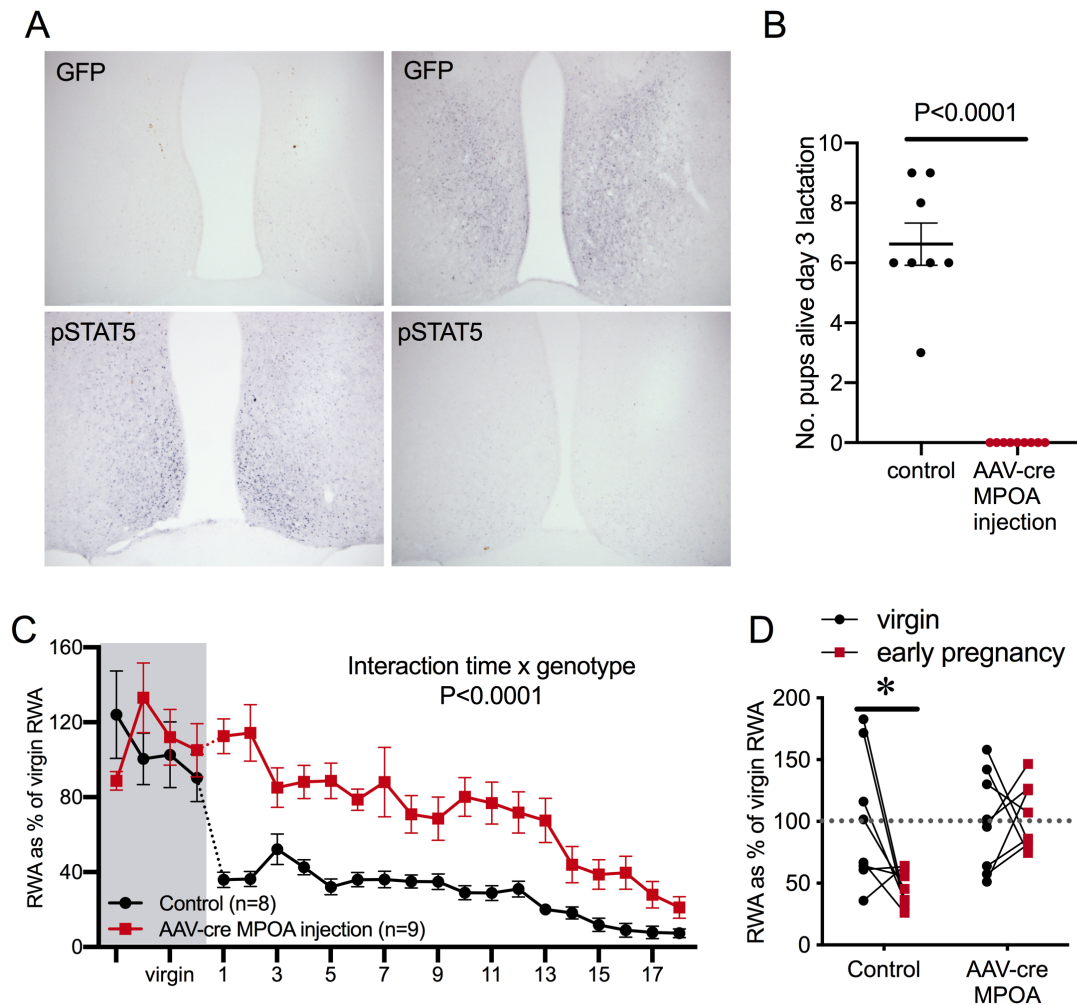 A
GFP
GFP
pSTAT5
pSTAT5
B
P<0.0001
No. pups alive day 3 lactation
10
8
6
4
2
0
control
AAV-cre
MPOA
injection
C
RWA as % of virgin RWA
160
120
80
40
0
Interaction time x genotype
P<0.0001
Control (n=8)
AAV-cre MPOA injection (n=9)
virgin
1
3
5
7
9
11
13
15
17
D
virgin
early pregnancy
*
RWA as % of virgin RWA
200
150
100
50
0
Control
AAV-cre
MPOA